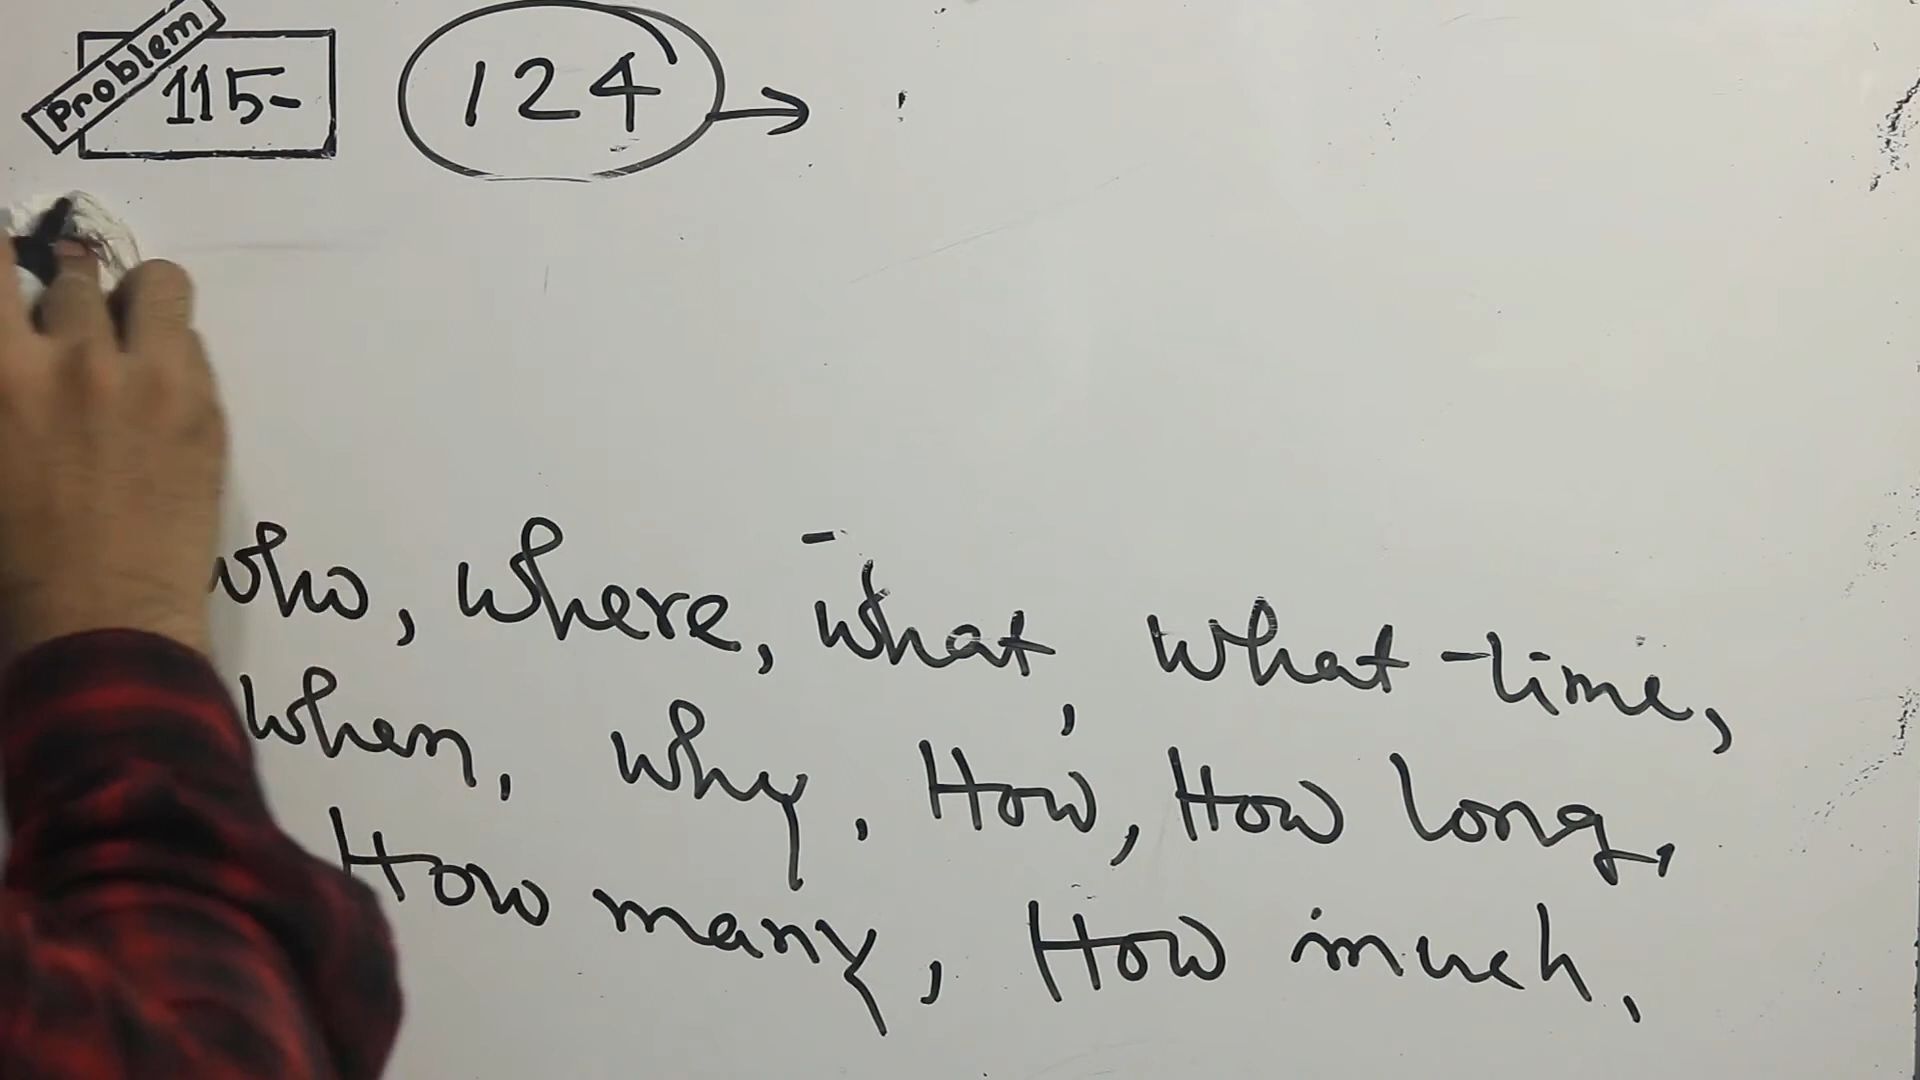 Problem 115- 124 →
who, where, what, what time,
when, why, How, How long,
How many, How much,